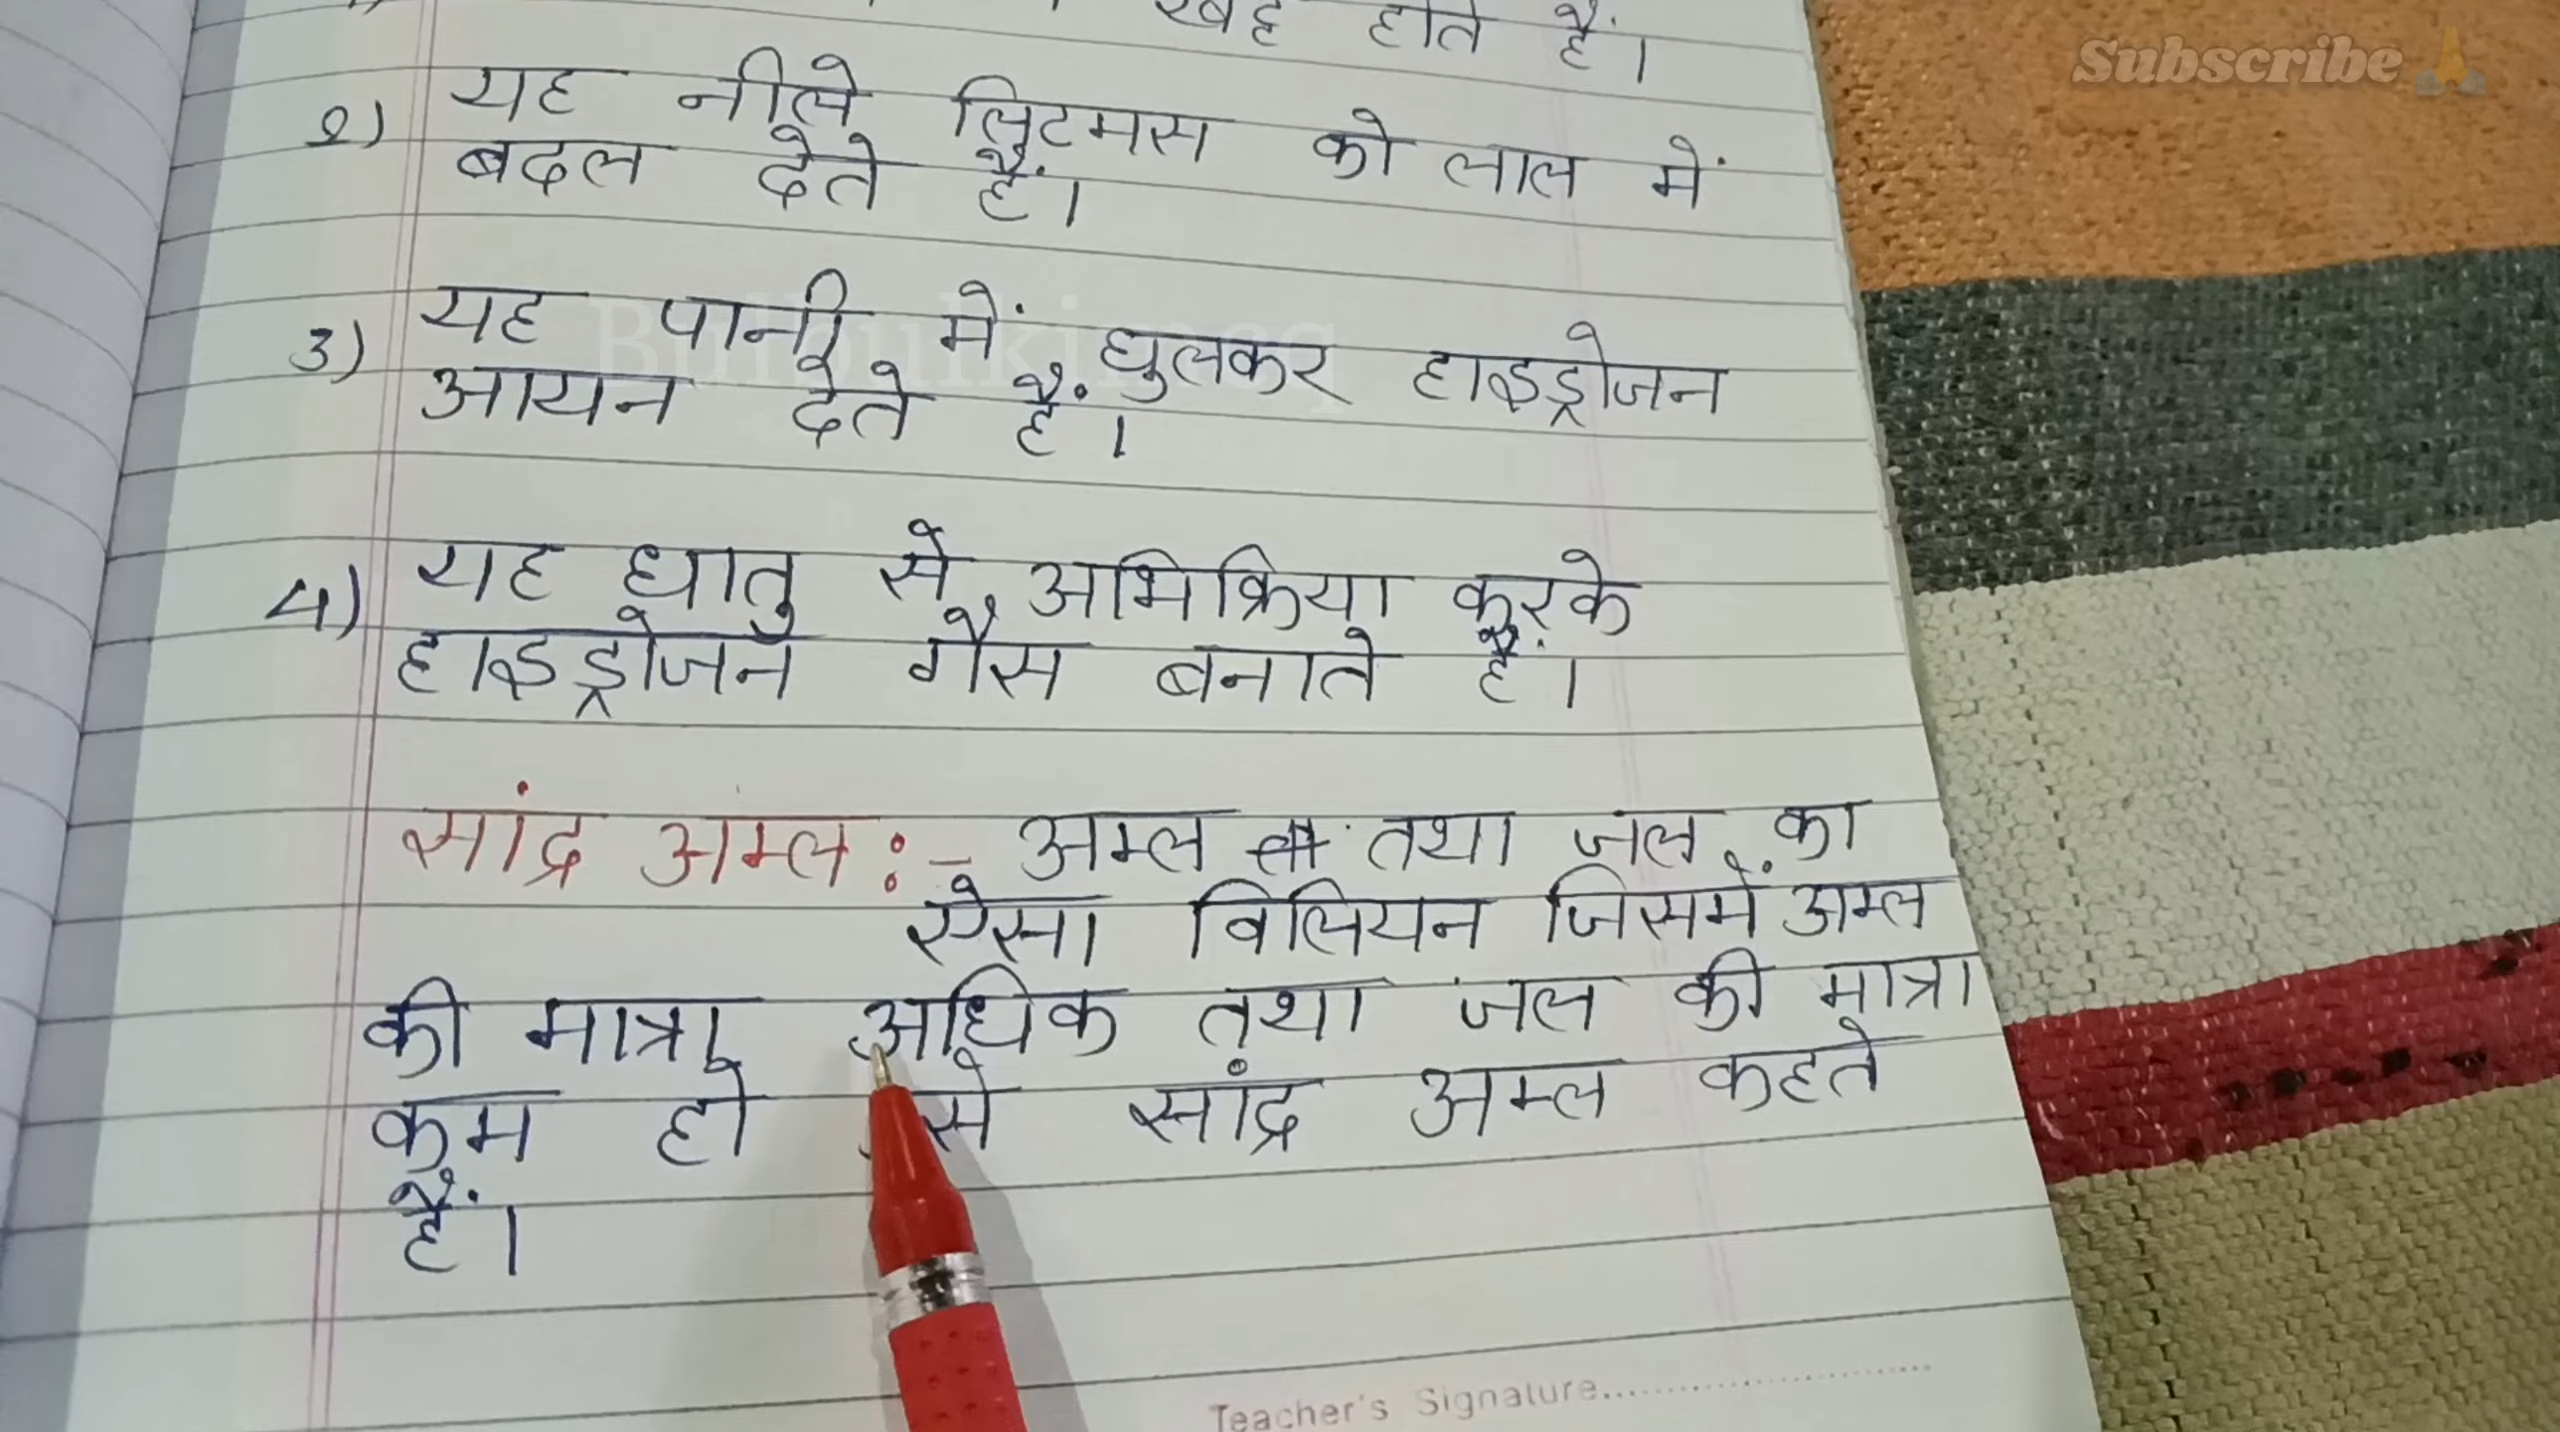 होते हैं।
Subscribe
2) यह नीले लिटमस को लाल में
बदल देते हैं।
3) यह पानी में घुलकर हाइड्रोजन
आयन देते हैं।
4) यह धातु से अभिक्रिया करके
हाइड्रोजन गैस बनाते हैं।
सांद्र अम्ल :- अम्ल तथा जल का
ऐसा विलियन जिसमें अम्ल
की मात्रा अधिक तथा जल की मात्रा
कम हो उसे सांद्र अम्ल कहते
हैं।
Teacher's Signature